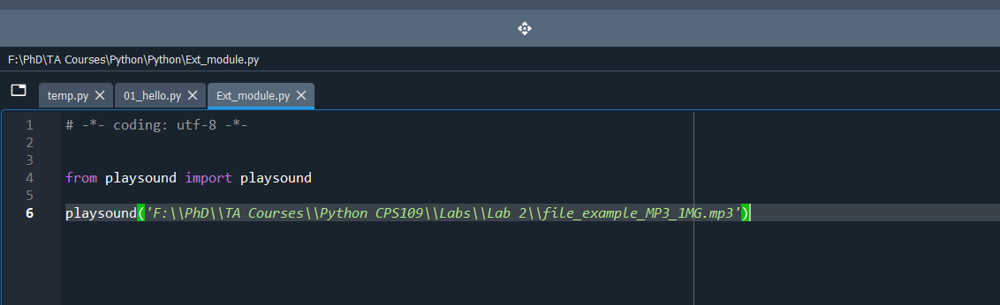 F:\PhD\TA Courses\Python\Python\Ext_module.py
temp.py 01_hello.py Ext_module.py
1 # -*- coding: utf-8 -*-
2
3
4 from playsound import playsound
5
6 playsound('F:\\PhD\\TA Courses\\Python CPS109\\Labs\\Lab 2\\file_example_MP3_1MG.mp3')